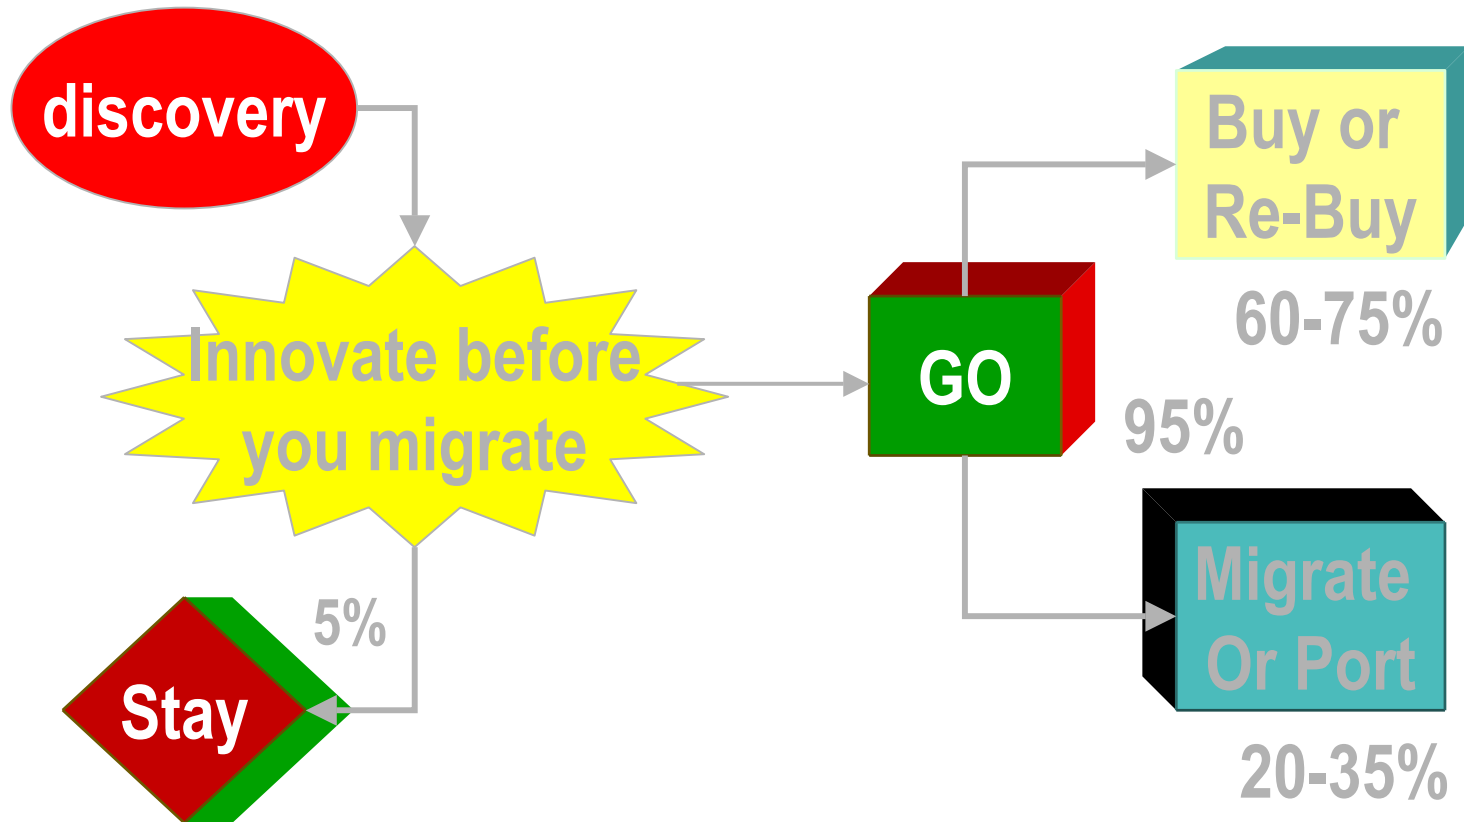 discovery
Innovate before
you migrate
5%
Stay
GO
95%
Buy or
Re-Buy
60-75%
Migrate
Or Port
20-35%